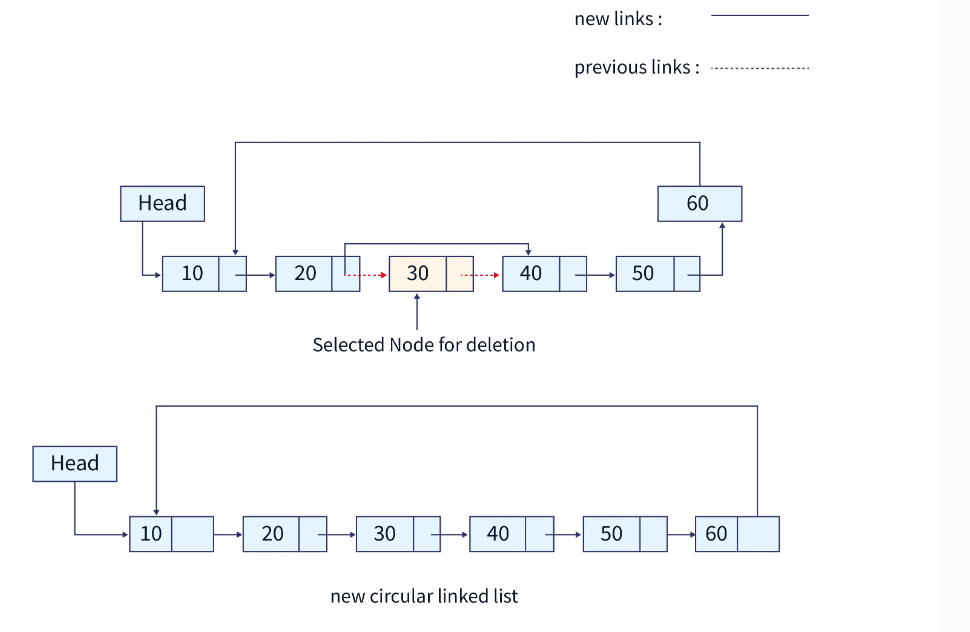 new links :
previous links :
Head
60
10
20
30
40
50
Selected Node for deletion
Head
10
20
30
40
50
60
new circular linked list